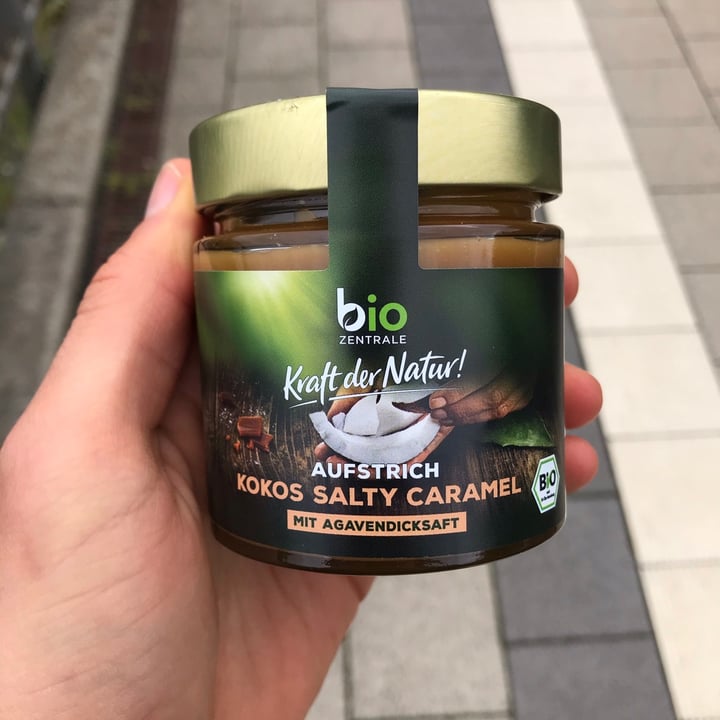 bio
ZENTRALE
Kraft der Natur!
AUFSTRICH
KOKOS SALTY CARAMEL
MIT AGAVENDICKSAFT
Bio